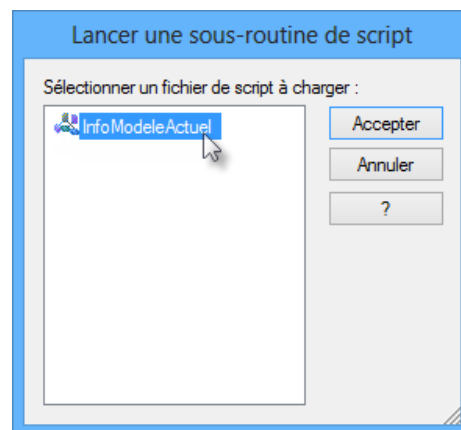 Lancer une sous-routine de script
Sélectionner un fichier de script à charger :
InfoModeleActuel
Accepter
Annuler
?